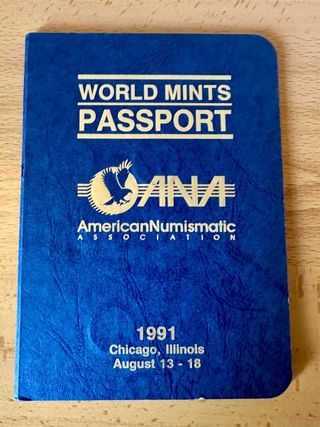 WORLD MINTS
PASSPORT
ANA
AmericanNumismatic
ASSOCIATION
1991
Chicago, Illinois
August 13 - 18